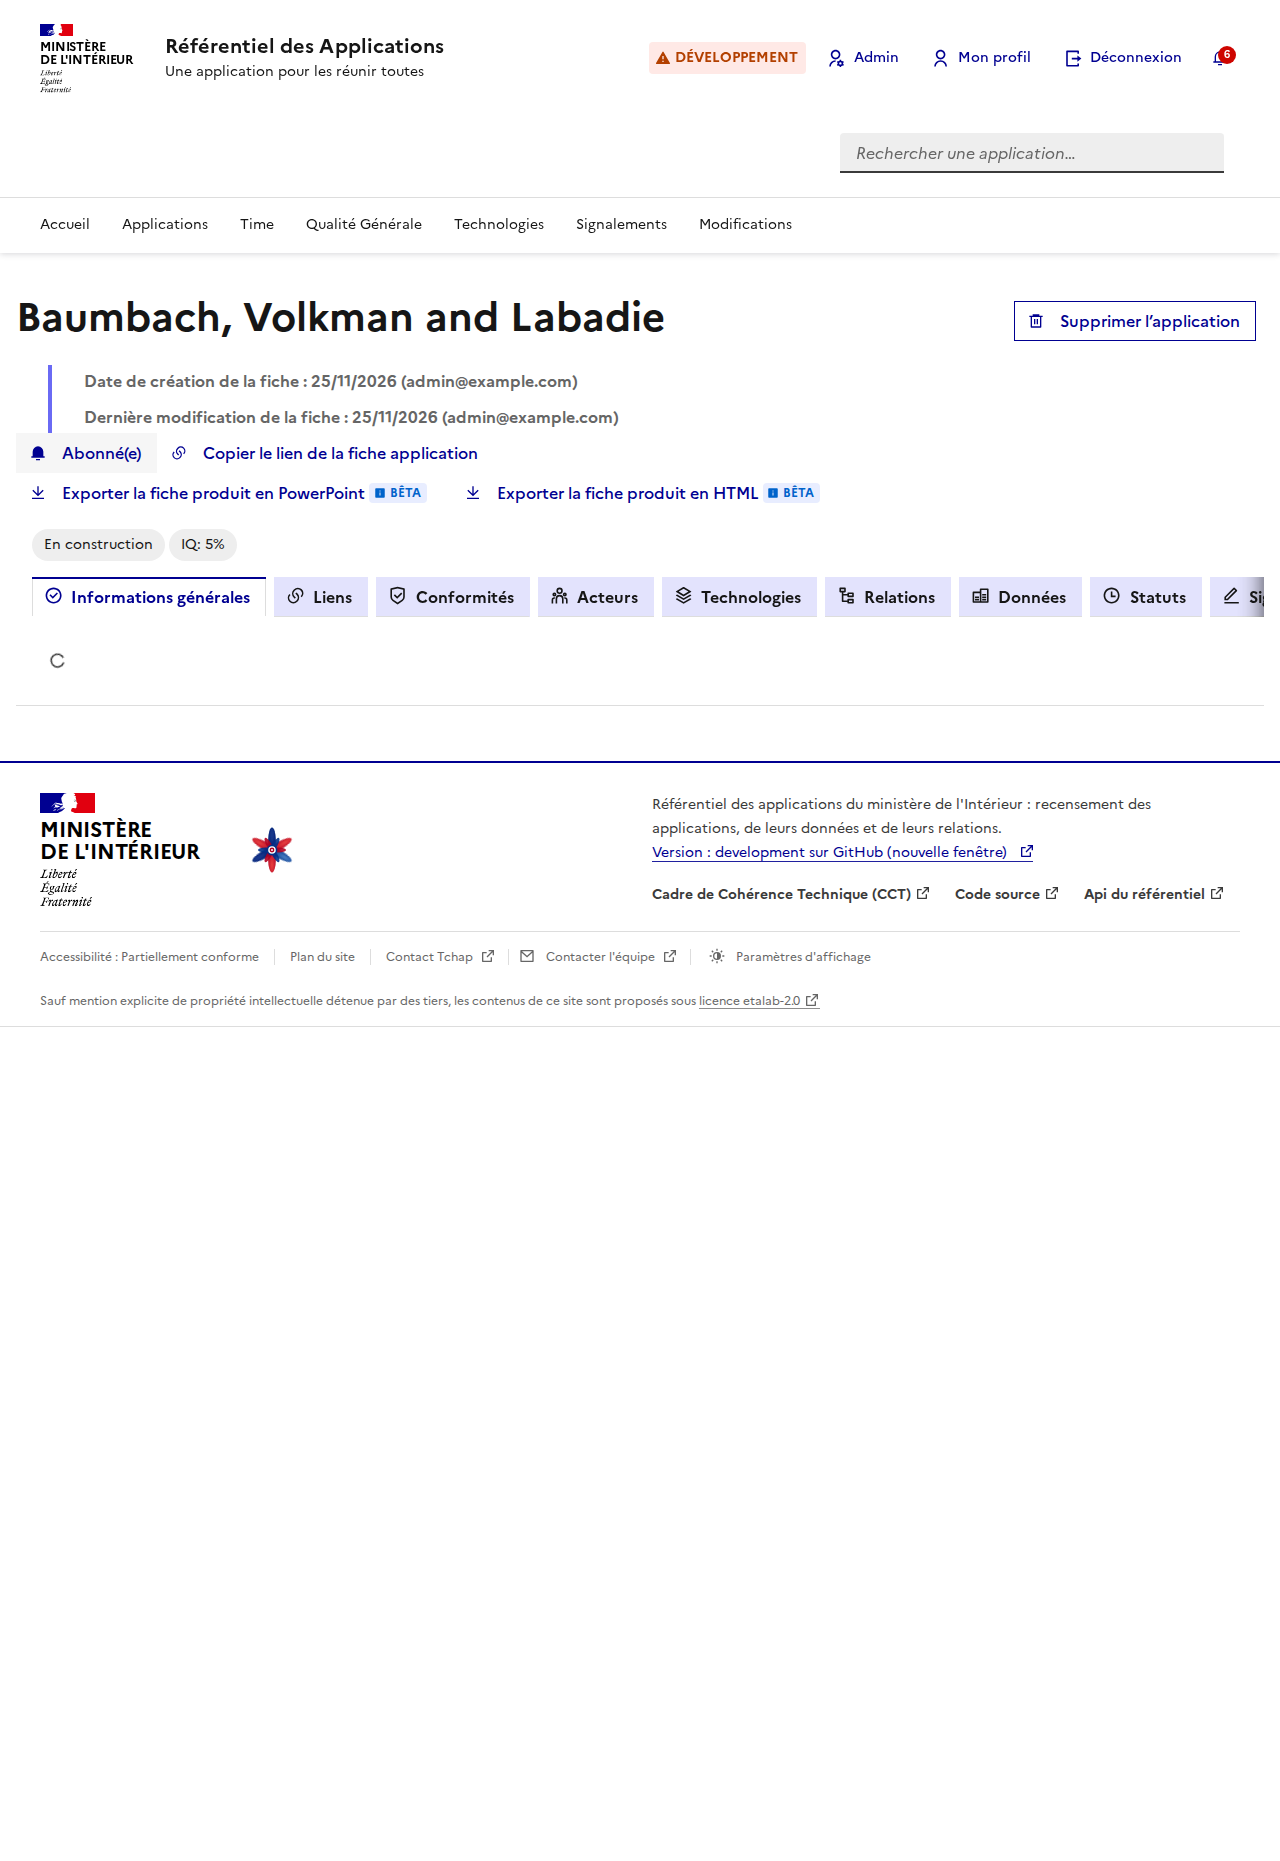 MINISTÈRE
DE L'INTÉRIEUR
Liberté
Égalité
Fraternité
Référentiel des Applications
Une application pour les réunir toutes
DÉVELOPPEMENT
Admin
Mon profil
Déconnexion
6
Rechercher une application…
Accueil
Applications
Time
Qualité Générale
Technologies
Signalements
Modifications
Baumbach, Volkman and Labadie
Supprimer l’application
Date de création de la fiche : 25/11/2026 (admin@example.com)
Dernière modification de la fiche : 25/11/2026 (admin@example.com)
Abonné(e)
Copier le lien de la fiche application
Exporter la fiche produit en PowerPoint BÊTA
Exporter la fiche produit en HTML BÊTA
En construction
IQ: 5%
Informations générales
Liens
Conformités
Acteurs
Technologies
Relations
Données
Statuts
MINISTÈRE
DE L'INTÉRIEUR
Liberté
Égalité
Fraternité
Référentiel des applications du ministère de l'Intérieur : recensement des
applications, de leurs données et de leurs relations.
Version : development sur GitHub (nouvelle fenêtre)
Cadre de Cohérence Technique (CCT)
Code source
Api du référentiel
Accessibilité : Partiellement conforme
Plan du site
Contact Tchap
Contacter l'équipe
Paramètres d'affichage
Sauf mention explicite de propriété intellectuelle détenue par des tiers, les contenus de ce site sont proposés sous licence etalab-2.0